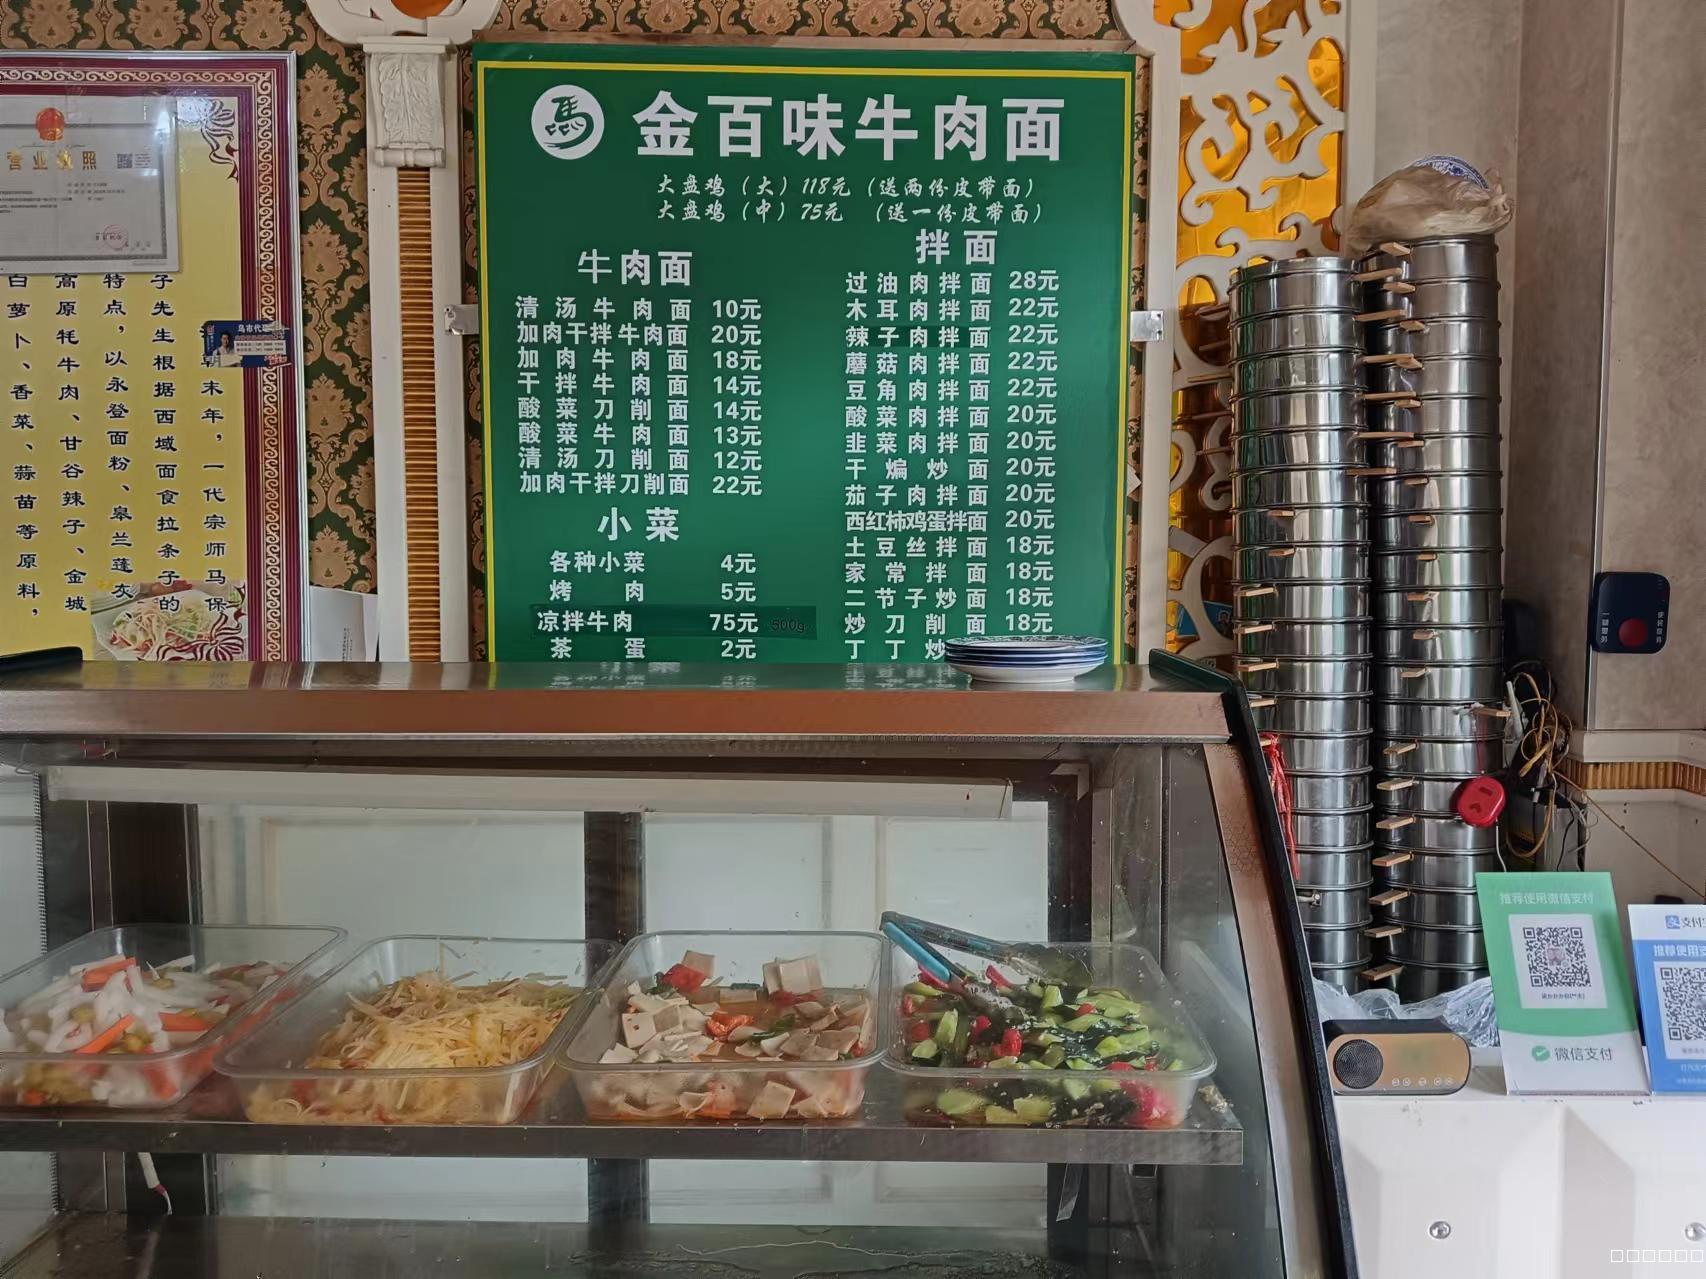 营业执照
子先生根据西域面食拉条子的
特点，以永登面粉、皋兰蓬灰、
高原牦牛肉、甘谷辣子、金城
白萝卜、香菜、蒜苗等原料，
末年，一代宗师马保
乌市代驾
馬
金百味牛肉面
大盘鸡（大）118元（送两份皮带面）
大盘鸡（中）75元（送一份皮带面）
牛肉面
清汤牛肉面 10元
加肉干拌牛肉面 20元
加肉牛肉面 18元
干拌牛肉面 14元
酸菜刀削面 14元
酸菜牛肉面 13元
清汤刀削面 12元
加肉干拌刀削面 22元
小菜
各种小菜 4元
烤肉 5元
凉拌牛肉 75元 500g
茶蛋 2元
拌面
过油肉拌面 28元
木耳肉拌面 22元
辣子肉拌面 22元
蘑菇肉拌面 22元
豆角肉拌面 22元
酸菜肉拌面 20元
韭菜肉拌面 20元
干煸炒面 20元
茄子肉拌面 20元
西红柿鸡蛋拌面 20元
土豆丝拌面 18元
家常拌面 18元
二节子炒面 18元
炒刀削面 18元
丁丁炒
推荐使用微信支付
微信支付
支付
推荐使用